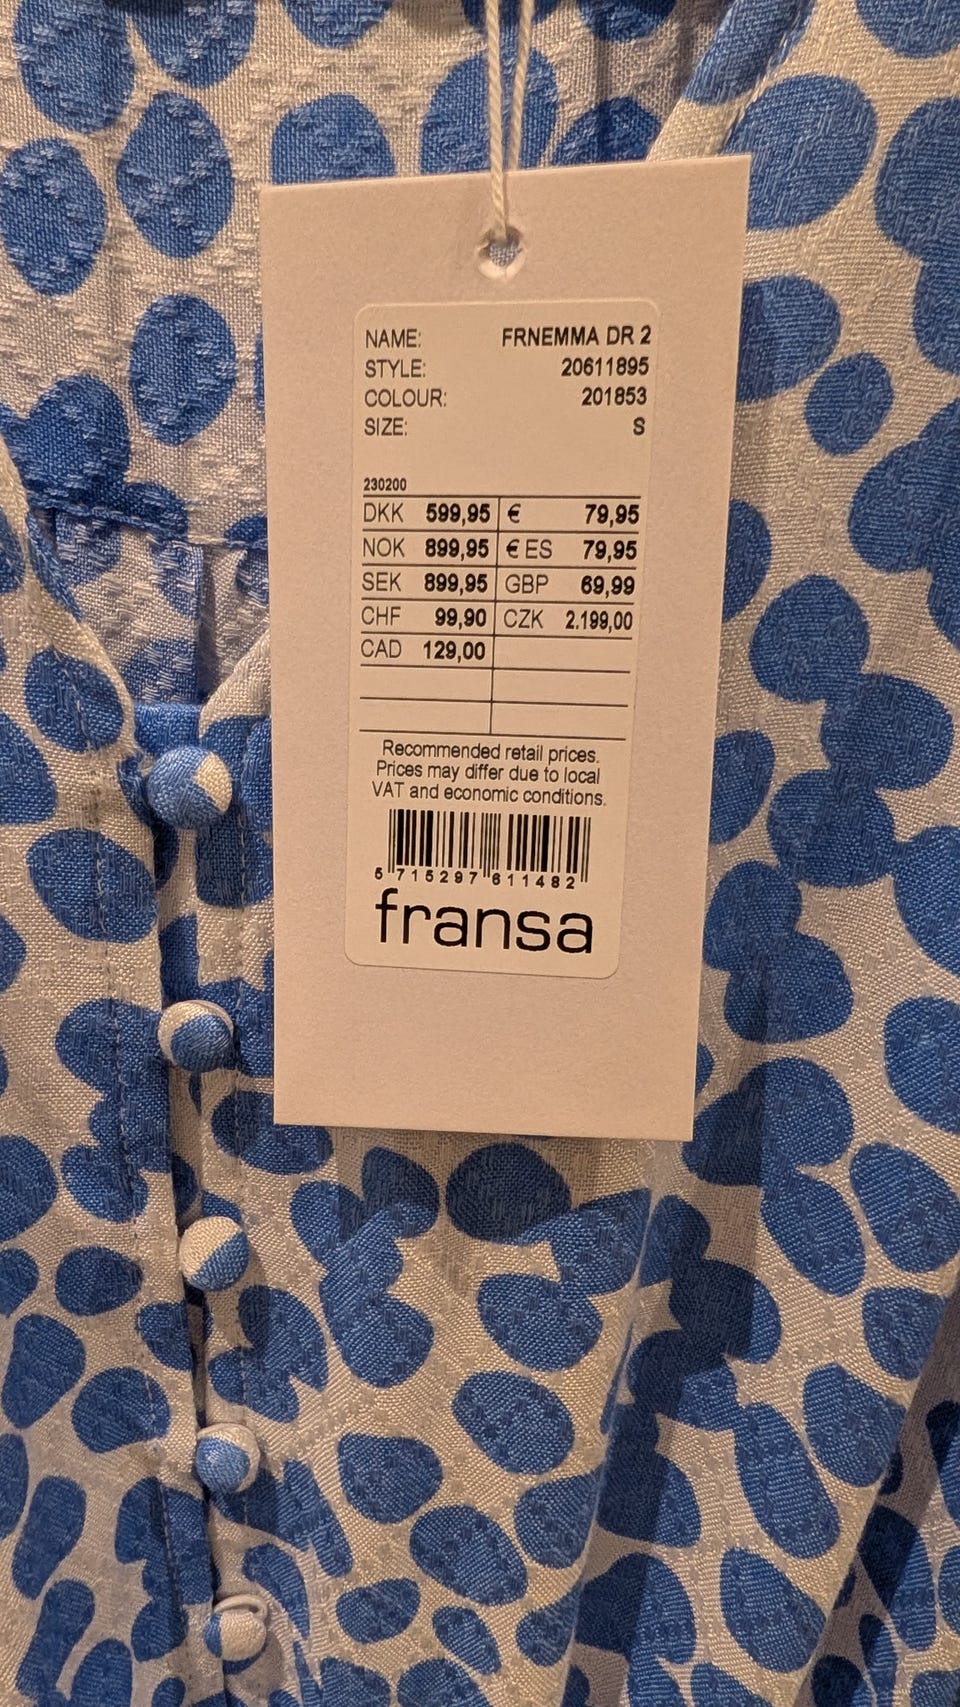 NAME: FRNEMMA DR 2
STYLE: 20611895
COLOUR: 201853
SIZE: S
230200
DKK 599,95 € 79,95
NOK 899,95 € ES 79,95
SEK 899,95 GBP 69,99
CHF 99,90 CZK 2.199,00
CAD 129,00
Recommended retail prices.
Prices may differ due to local
VAT and economic conditions.
5 715297 611482
fransa